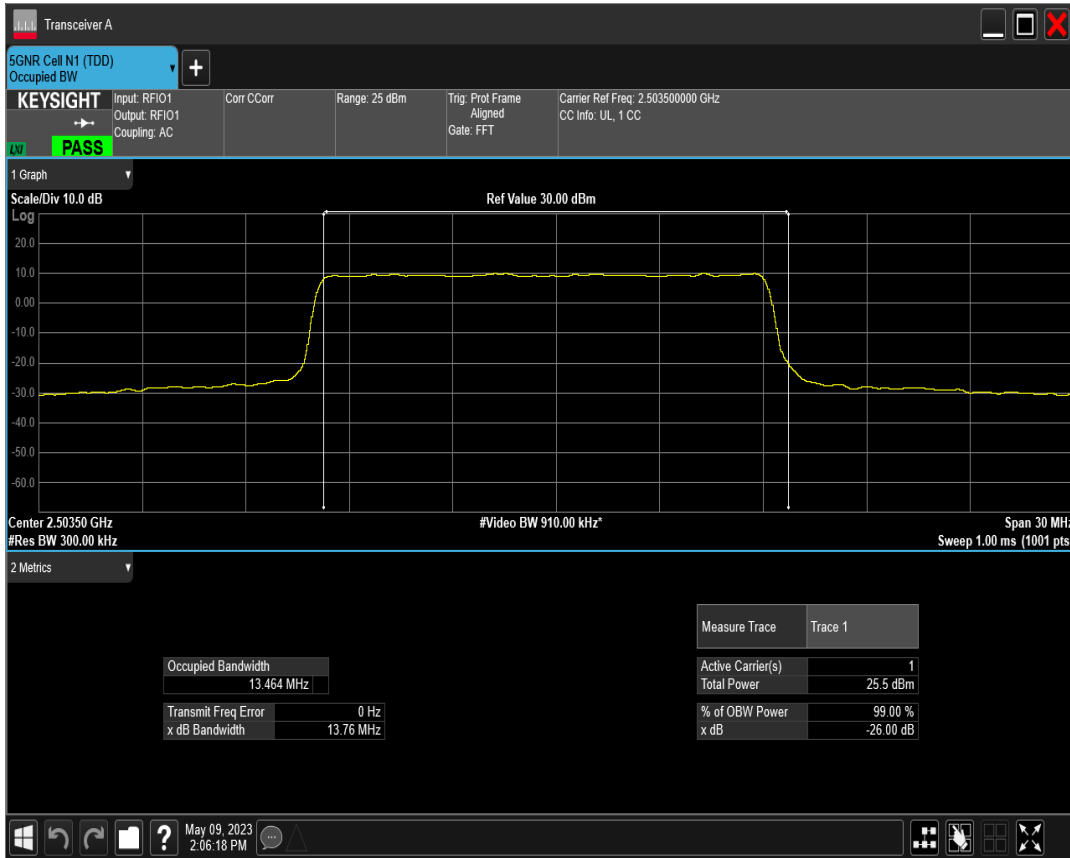 Transceiver A
5GNR Cell N1 (TDD)
Occupied BW
+
KEYSIGHT
LXI
PASS
Input: RFIO1
Output: RFIO1
Coupling: AC
Corr CCorr
Range: 25 dBm
Trig: Prot Frame
Aligned
Gate: FFT
Carrier Ref Freq: 2.503500000 GHz
CC Info: UL, 1 CC
1 Graph
Scale/Div 10.0 dB
Ref Value 30.00 dBm
Log
20.0
10.0
0.00
-10.0
-20.0
-30.0
-40.0
-50.0
-60.0
Center 2.50350 GHz
#Video BW 910.00 kHz*
Span 30 MHz
#Res BW 300.00 kHz
Sweep 1.00 ms (1001 pts
2 Metrics
Measure Trace Trace 1
Occupied Bandwidth
13.464 MHz
Active Carrier(s) 1
Total Power 25.5 dBm
Transmit Freq Error 0 Hz
x dB Bandwidth 13.76 MHz
% of OBW Power 99.00 %
x dB -26.00 dB
?
May 09, 2023
2:06:18 PM